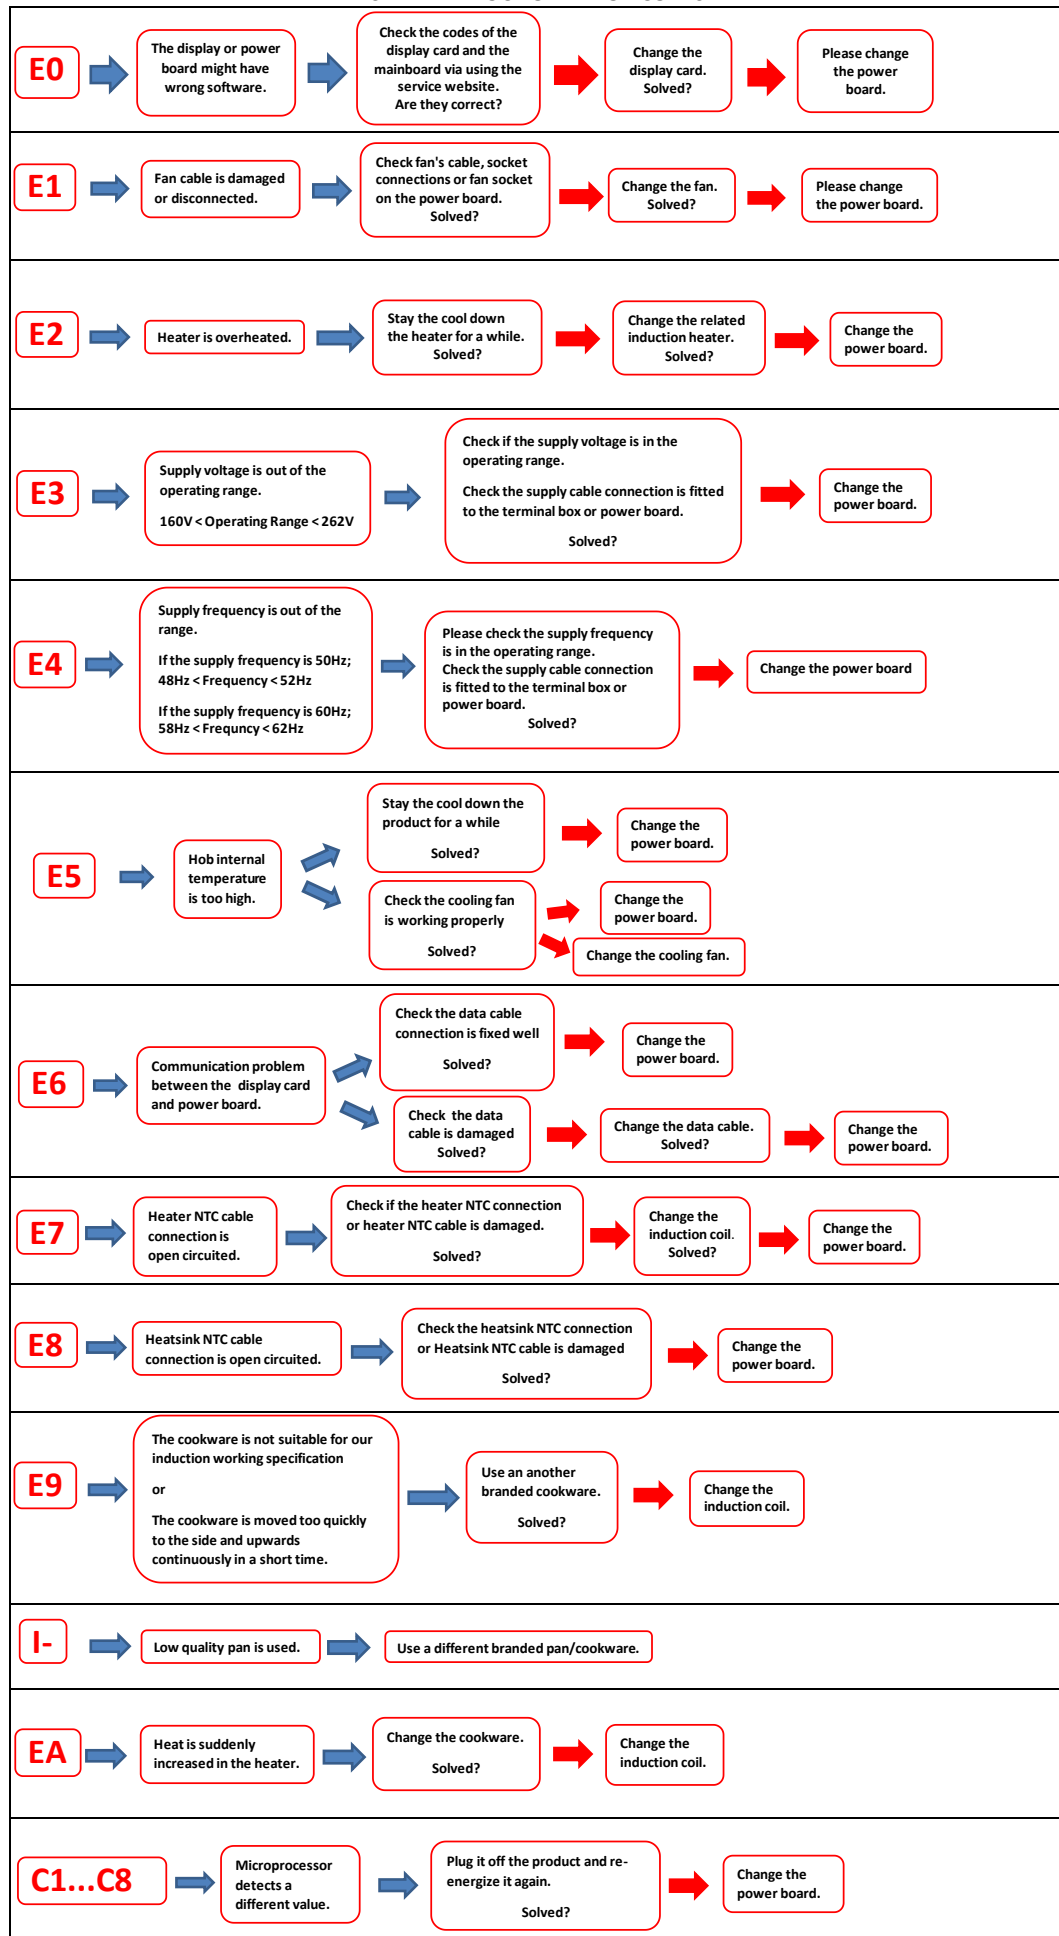 E0
The display or power
board might have
wrong software.
Check the codes of the
display card and the
mainboard via using the
service website.
Are they correct?
Change the
display card.
Solved?
Please change
the power
board.
E1
Fan cable is damaged
or disconnected.
Check fan's cable, socket
connections or fan socket
on the power board.
Solved?
Change the fan.
Solved?
Please change
the power board.
E2
Heater is overheated.
Stay the cool down
the heater for a while.
Solved?
Change the related
induction heater.
Solved?
Change the
power board.
E3
Supply voltage is out of the
operating range.
160V < Operating Range < 262V
Check if the supply voltage is in the
operating range.
Check the supply cable connection is fitted
to the terminal box or power board.
Solved?
Change the
power board.
E4
Supply frequency is out of the
range.
If the supply frequency is 50Hz;
48Hz < Frequency < 52Hz
If the supply frequency is 60Hz;
58Hz < Frequncy < 62Hz
Please check the supply frequency
is in the operating range.
Check the supply cable connection
is fitted to the terminal box or
power board.
Solved?
Change the power board
E5
Hob internal
temperature
is too high.
Stay the cool down the
product for a while
Solved?
Change the
power board.
Check the cooling fan
is working properly
Solved?
Change the
power board.
Change the cooling fan.
E6
Communication problem
between the display card
and power board.
Check the data cable
connection is fixed well
Solved?
Change the
power board.
Check the data
cable is damaged
Solved?
Change the data cable.
Solved?
Change the
power board.
E7
Heater NTC cable
connection is
open circuited.
Check if the heater NTC connection
or heater NTC cable is damaged.
Solved?
Change the
induction coil.
Solved?
Change the
power board.
E8
Heatsink NTC cable
connection is open circuited.
Check the heatsink NTC connection
or Heatsink NTC cable is damaged
Solved?
Change the
power board.
E9
The cookware is not suitable for our
induction working specification
or
The cookware is moved too quickly
to the side and upwards
continuously in a short time.
Use an another
branded cookware.
Solved?
Change the
induction coil.
I-
Low quality pan is used.
Use a different branded pan/cookware.
EA
Heat is suddenly
increased in the heater.
Change the cookware.
Solved?
Change the
induction coil.
C1...C8
Microprocessor
detects a
different value.
Plug it off the product and re-
energize it again.
Solved?
Change the
power board.